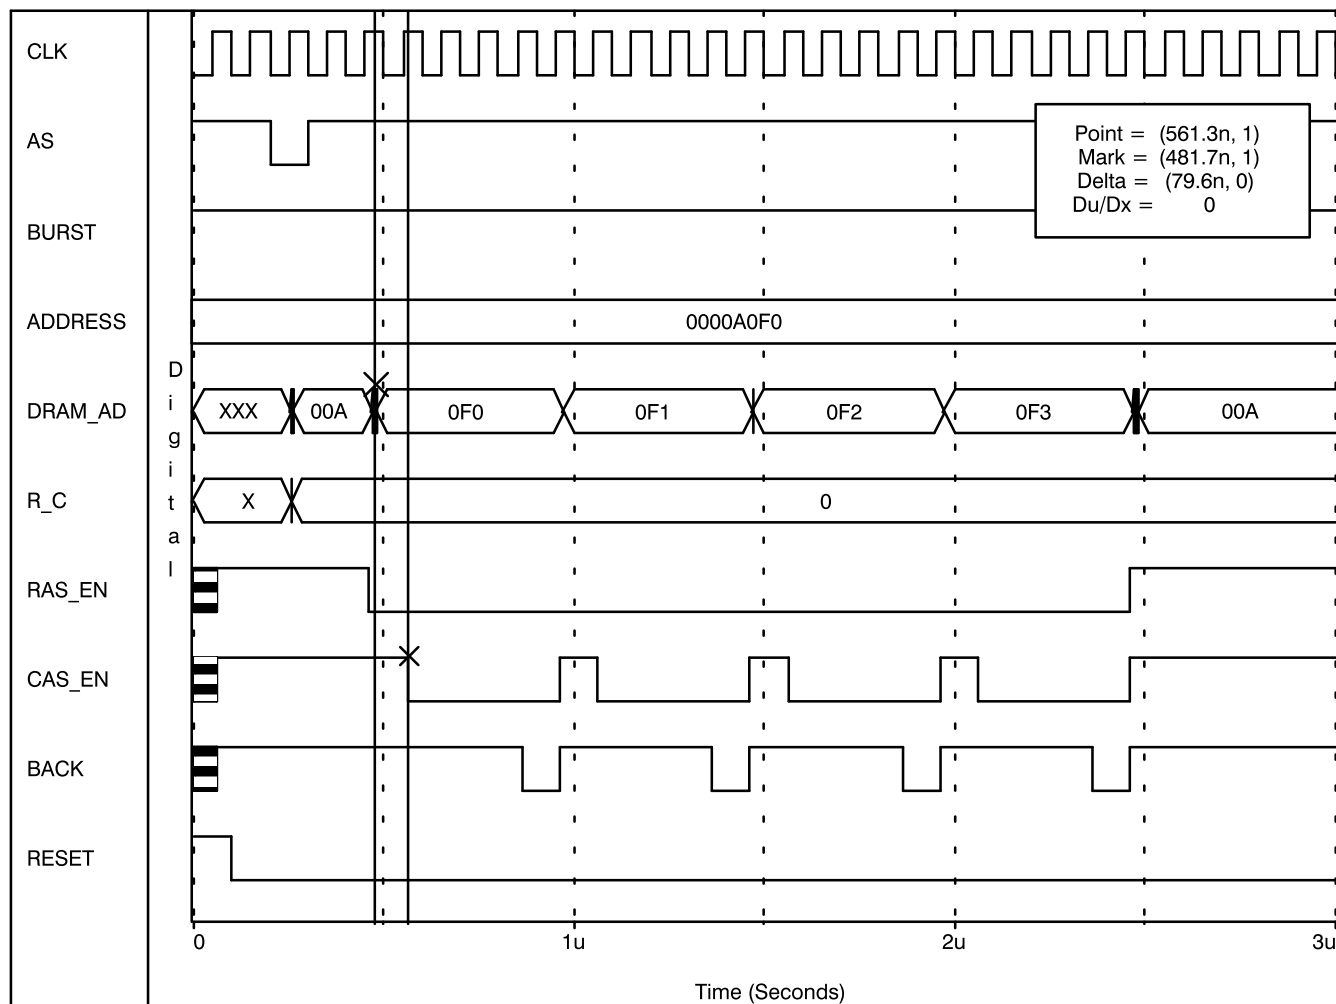 CLK
AS
Point = (561.3n, 1)
Mark = (481.7n, 1)
Delta = (79.6n, 0)
Du/Dx = 0
BURST
ADDRESS
0000A0F0
Digital
DRAM_AD
XXX 00A 0F0 0F1 0F2 0F3 00A
R_C
X 0
RAS_EN
CAS_EN
BACK
RESET
0 1u 2u 3u
Time (Seconds)